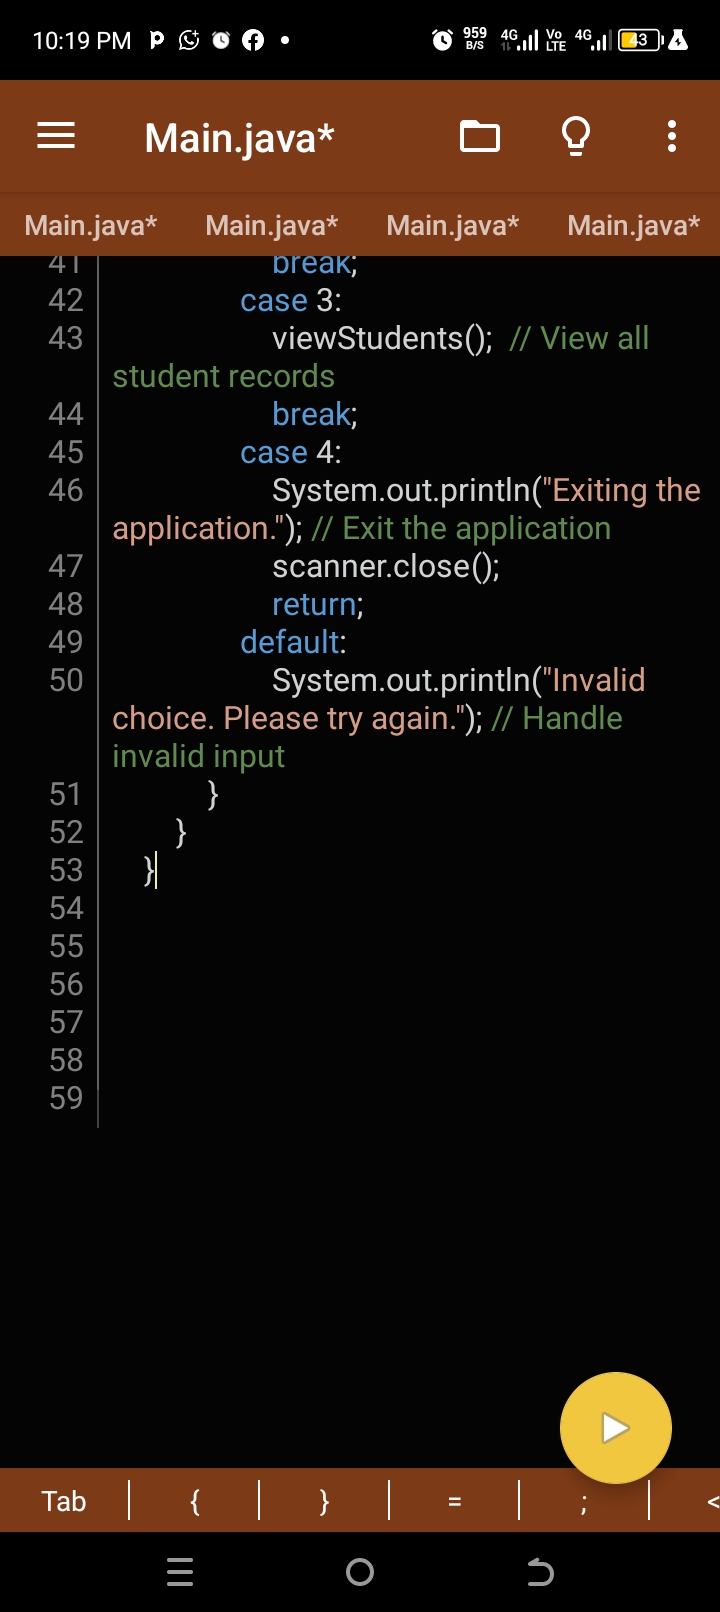 10:19 PM 959 B/S 4G Vo LTE 4G 43
Main.java*
Main.java* Main.java* Main.java* Main.java*
41 break;
42 case 3:
43 viewStudents(); // View all
student records
44 break;
45 case 4:
46 System.out.println("Exiting the
application."); // Exit the application
47 scanner.close();
48 return;
49 default:
50 System.out.println("Invalid
choice. Please try again."); // Handle
invalid input
51 }
52 }
53 }
54
55
56
57
58
59
Tab { } = ; <